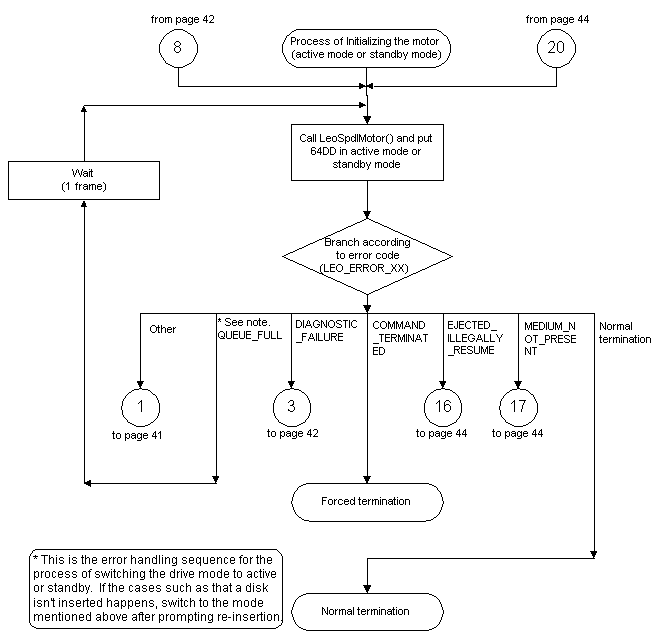 from page 42
8
Process of Initializing the motor
(active mode or standby mode)
from page 44
20
Call LeoSpdlMotor() and put
64DD in active mode or
standby mode
Wait
(1 frame)
Branch according
to error code
(LEO_ERROR_XX)
Other
* See note.
QUEUE_FULL
DIAGNOSTIC
_FAILURE
COMMAND
_TERMINAT
ED
EJECTED_
ILLEGALLY
_RESUME
MEDIUM_N
OT_PRESE
NT
Normal
termination
1
to page 41
3
to page 42
16
to page 44
17
to page 44
Forced termination
* This is the error handling sequence for the
process of switching the drive mode to active
or standby.  If the cases such as that a disk
isn't inserted happens, switch to the mode
mentioned above after prompting re-insertion.
Normal termination